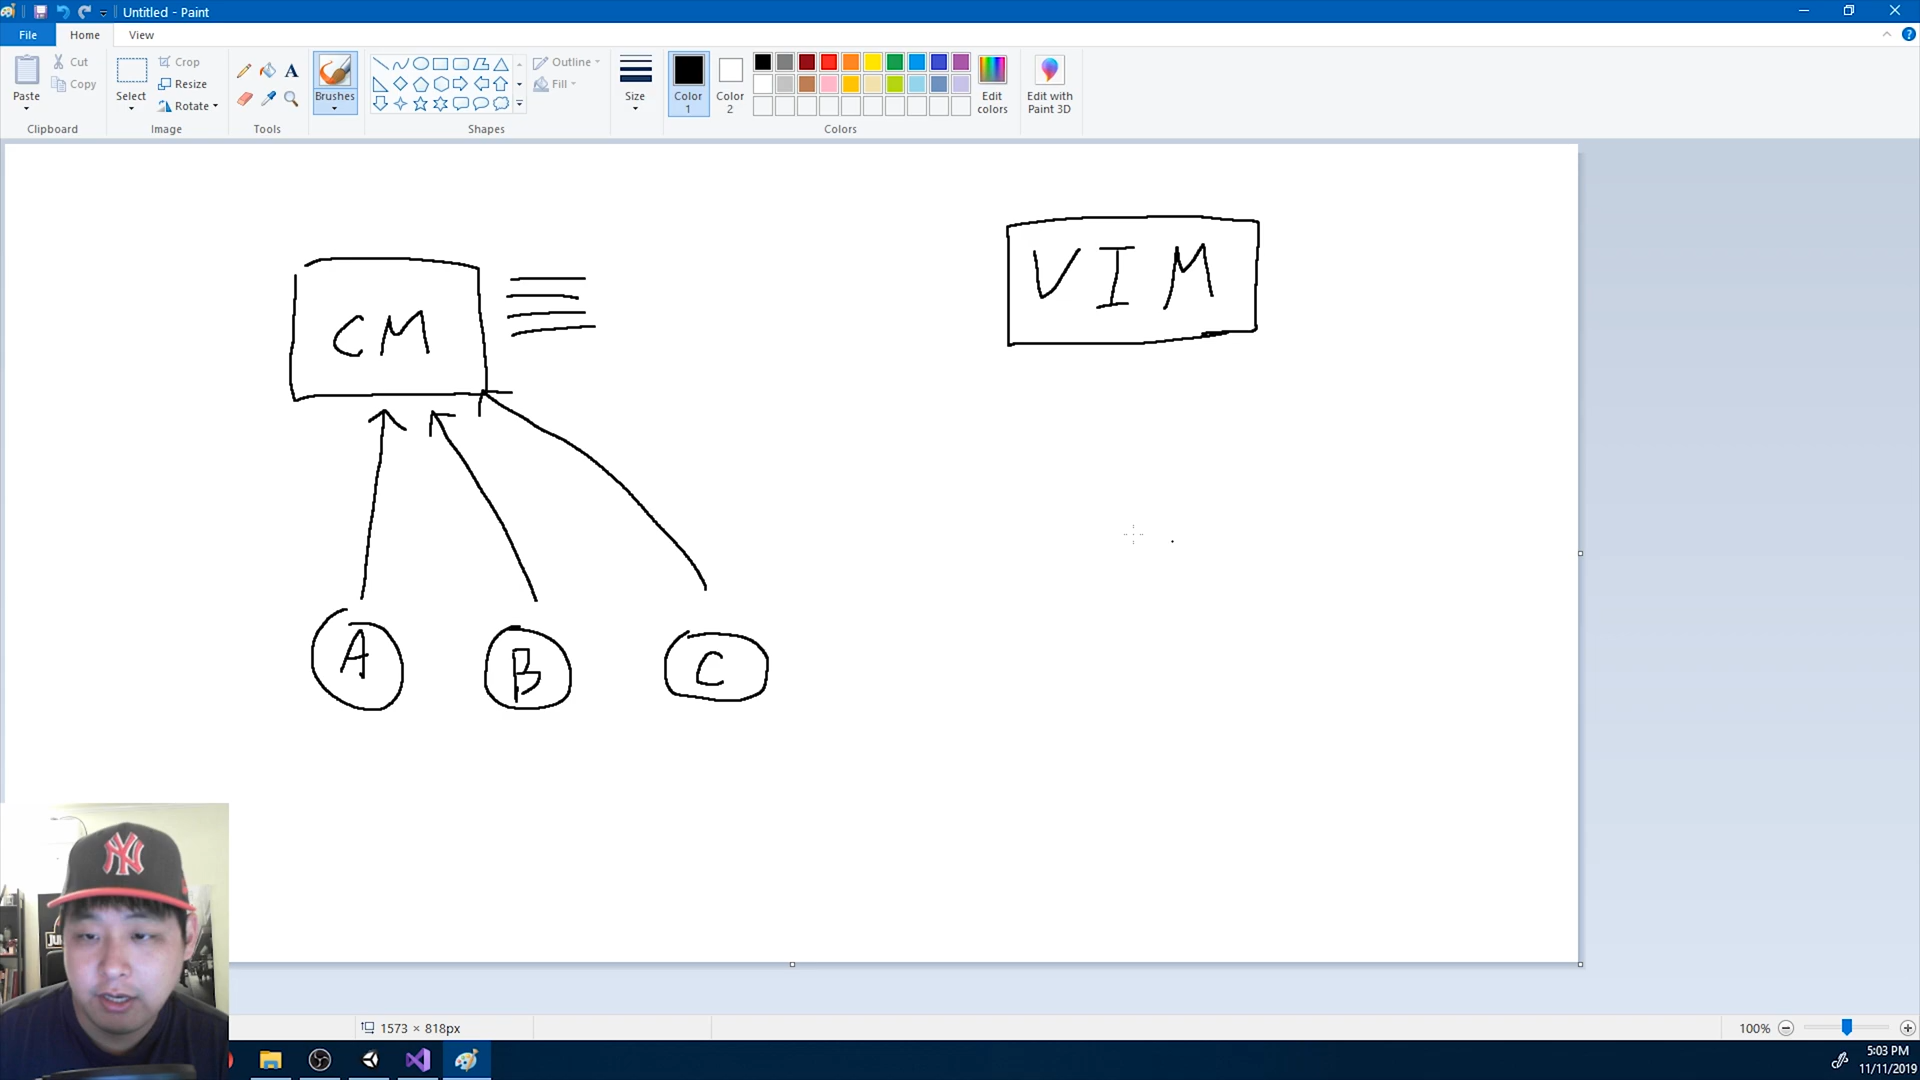 Untitled - Paint
File Home View
Paste
Cut
Copy
Clipboard
Select
Crop
Resize
Rotate
Image
A
Tools
Brushes
Shapes
Outline
Fill
Size
Color 1
Color 2
Edit colors
Edit with Paint 3D
Colors
VIM
CM
A B C
NY
1573 × 818px
100%
5:03 PM
11/11/2019